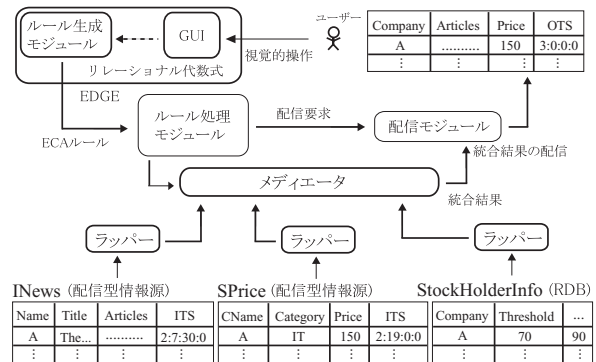 ルール生成
モジュール
GUI
リレーショナル代数式
EDGE
ユーザー
視覚的操作
Company Articles Price OTS
A .......... 150 3:0:0:0
⋮ ⋮ ⋮
ECAルール
ルール処理
モジュール
配信要求
配信モジュール
統合結果の配信
メディエータ
統合結果
ラッパー
ラッパー
ラッパー
INews (配信型情報源)
Name Title Articles ITS
A The... .......... 2:7:30:0
⋮ ⋮ ⋮ ⋮
SPrice (配信型情報源)
CName Category Price ITS
A IT 150 2:19:0:0
⋮ ⋮ ⋮ ⋮
StockHolderInfo (RDB)
Company Threshold ...
A 70 90
⋮ ⋮ ⋮